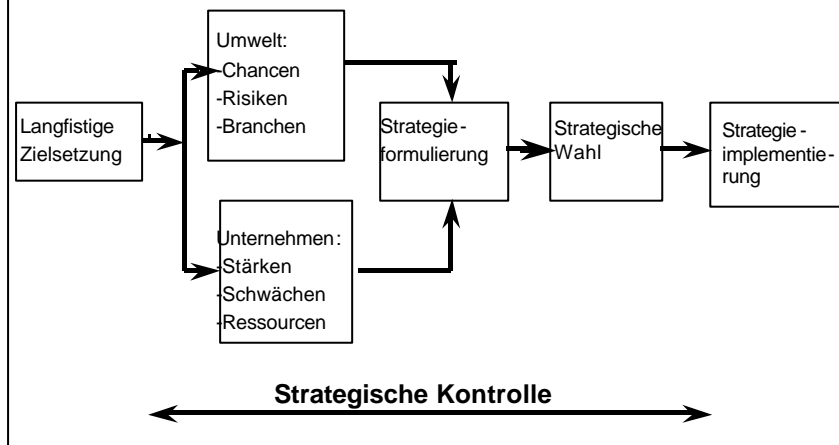 Langfistige
Zielsetzung
Umwelt:
-Chancen
-Risiken
-Branchen
Unternehmen:
-Stärken
-Schwächen
-Ressourcen
Strategie-
formulierung
Strategische
Wahl
Strategie-
implementie-
rung
Strategische Kontrolle